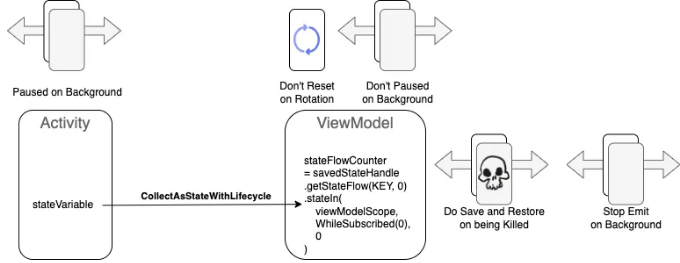 Paused on Background
Don't Reset
on Rotation
Don't Paused
on Background
Activity
stateVariable
CollectAsStateWithLifecycle
ViewModel
stateFlowCounter
= savedStateHandle
.getStateFlow(KEY, 0)
.stateIn(
viewModelScope,
WhileSubscribed(0),
0
)
Do Save and Restore
on being Killed
Stop Emit
on Background